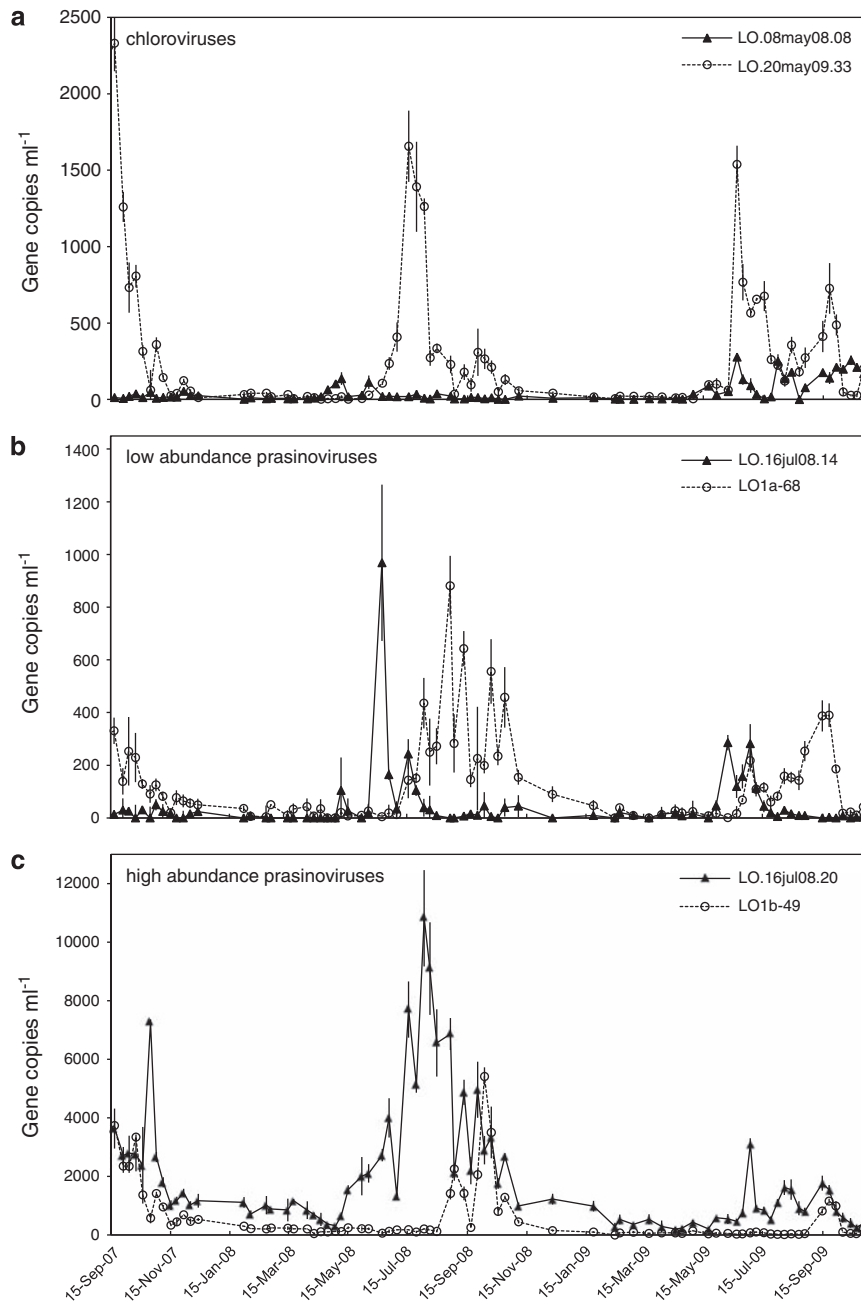 a
chloroviruses
LO.08may08.08
LO.20may09.33
Gene copies ml⁻¹
2500
2000
1500
1000
500
0
b
low abundance prasinoviruses
LO.16jul08.14
LO1a-68
Gene copies ml⁻¹
1400
1200
1000
800
600
400
200
0
c
high abundance prasinoviruses
LO.16jul08.20
LO1b-49
Gene copies ml⁻¹
12000
10000
8000
6000
4000
2000
0
15-Sep-07
15-Nov-07
15-Jan-08
15-Mar-08
15-May-08
15-Jul-08
15-Sep-08
15-Nov-08
15-Jan-09
15-Mar-09
15-May-09
15-Jul-09
15-Sep-09